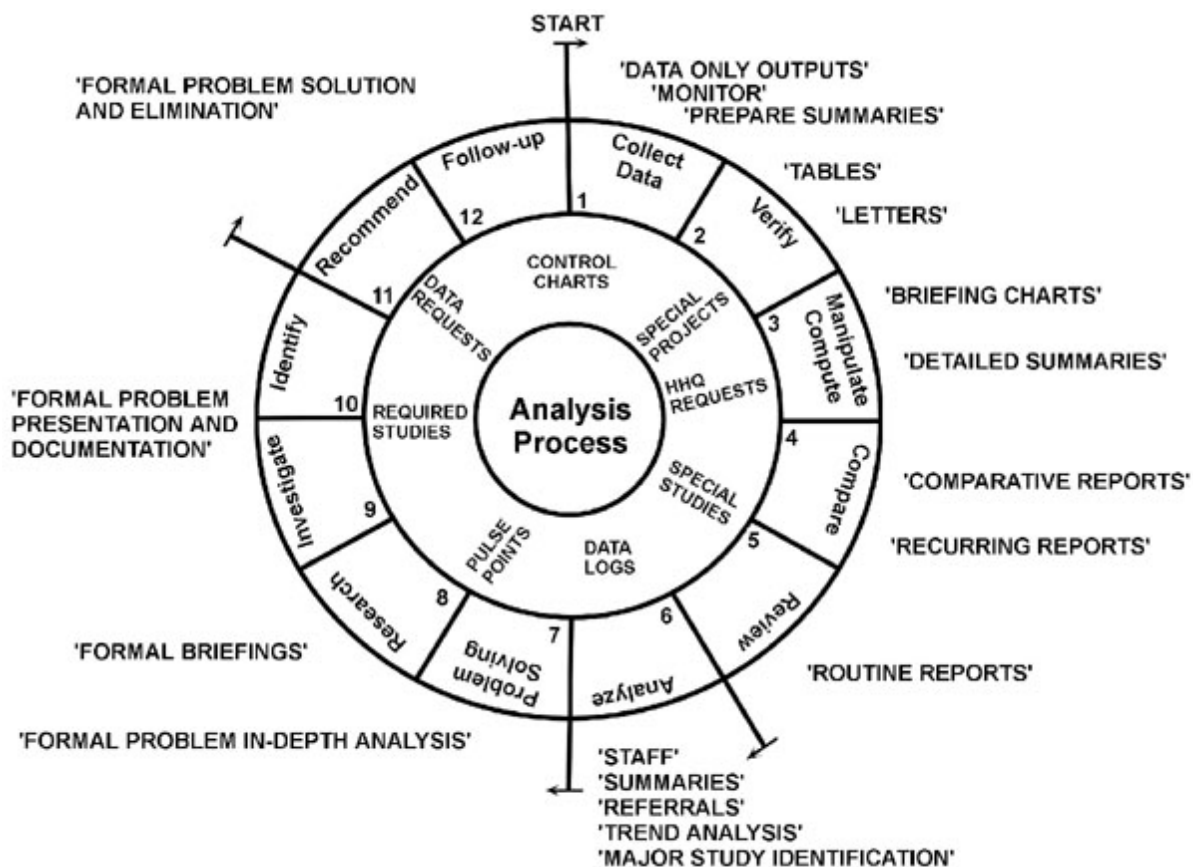 START
'DATA ONLY OUTPUTS'
'MONITOR'
'PREPARE SUMMARIES'
'TABLES'
'LETTERS'
'BRIEFING CHARTS'
'DETAILED SUMMARIES'
'COMPARATIVE REPORTS'
'RECURRING REPORTS'
'ROUTINE REPORTS'
'STAFF'
'SUMMARIES'
'REFERRALS'
'TREND ANALYSIS'
'MAJOR STUDY IDENTIFICATION'
'FORMAL PROBLEM IN-DEPTH ANALYSIS'
'FORMAL BRIEFINGS'
'FORMAL PROBLEM
PRESENTATION AND
DOCUMENTATION'
'FORMAL PROBLEM SOLUTION
AND ELIMINATION'
Collect
Data
1
Verify
2
Manipulate
Compute
3
Compare
4
Review
5
Analyze
6
Problem
Solving
7
Research
8
Investigate
9
Identify
10
Recommend
11
Follow-up
12
CONTROL
CHARTS
SPECIAL
PROJECTS
HHQ
REQUESTS
SPECIAL
STUDIES
DATA
LOGS
PULSE
POINTS
REQUIRED
STUDIES
DATA
REQUESTS
Analysis
Process